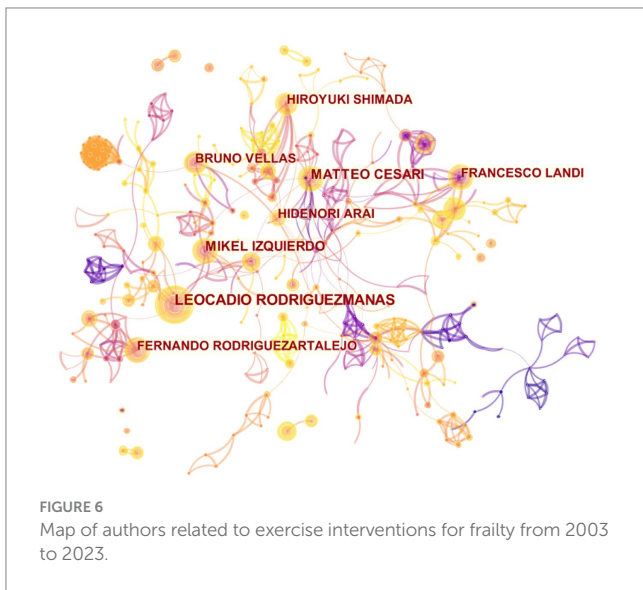 HIROYUKI SHIMADA
BRUNO VELLAS
MATTEO CESARI
FRANCESCO LANDI
HIDENORI ARAI
MIKEL IZQUIERDO
LEOCADIO RODRIGUEZMANAS
FERNANDO RODRIGUEZARTALEJO
FIGURE 6
Map of authors related to exercise interventions for frailty from 2003
to 2023.